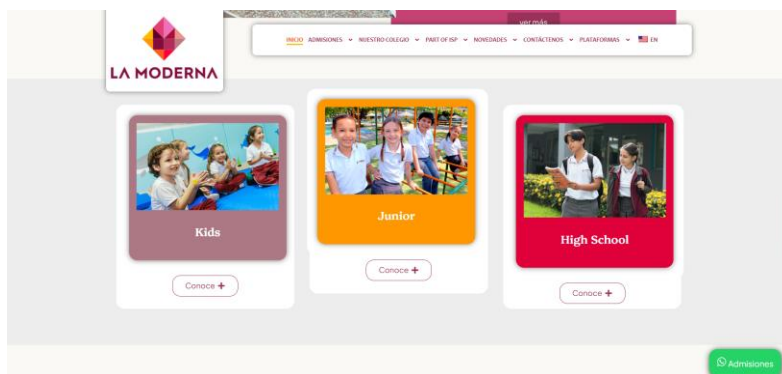 ver más
LA MODERNA
INICIO ADMISIONES NUESTRO COLEGIO PART OF ISP NOVEDADES CONTÁCTENOS PLATAFORMAS EN
Kids
Junior
High School
Conoce +
Conoce +
Conoce +
Admisiones